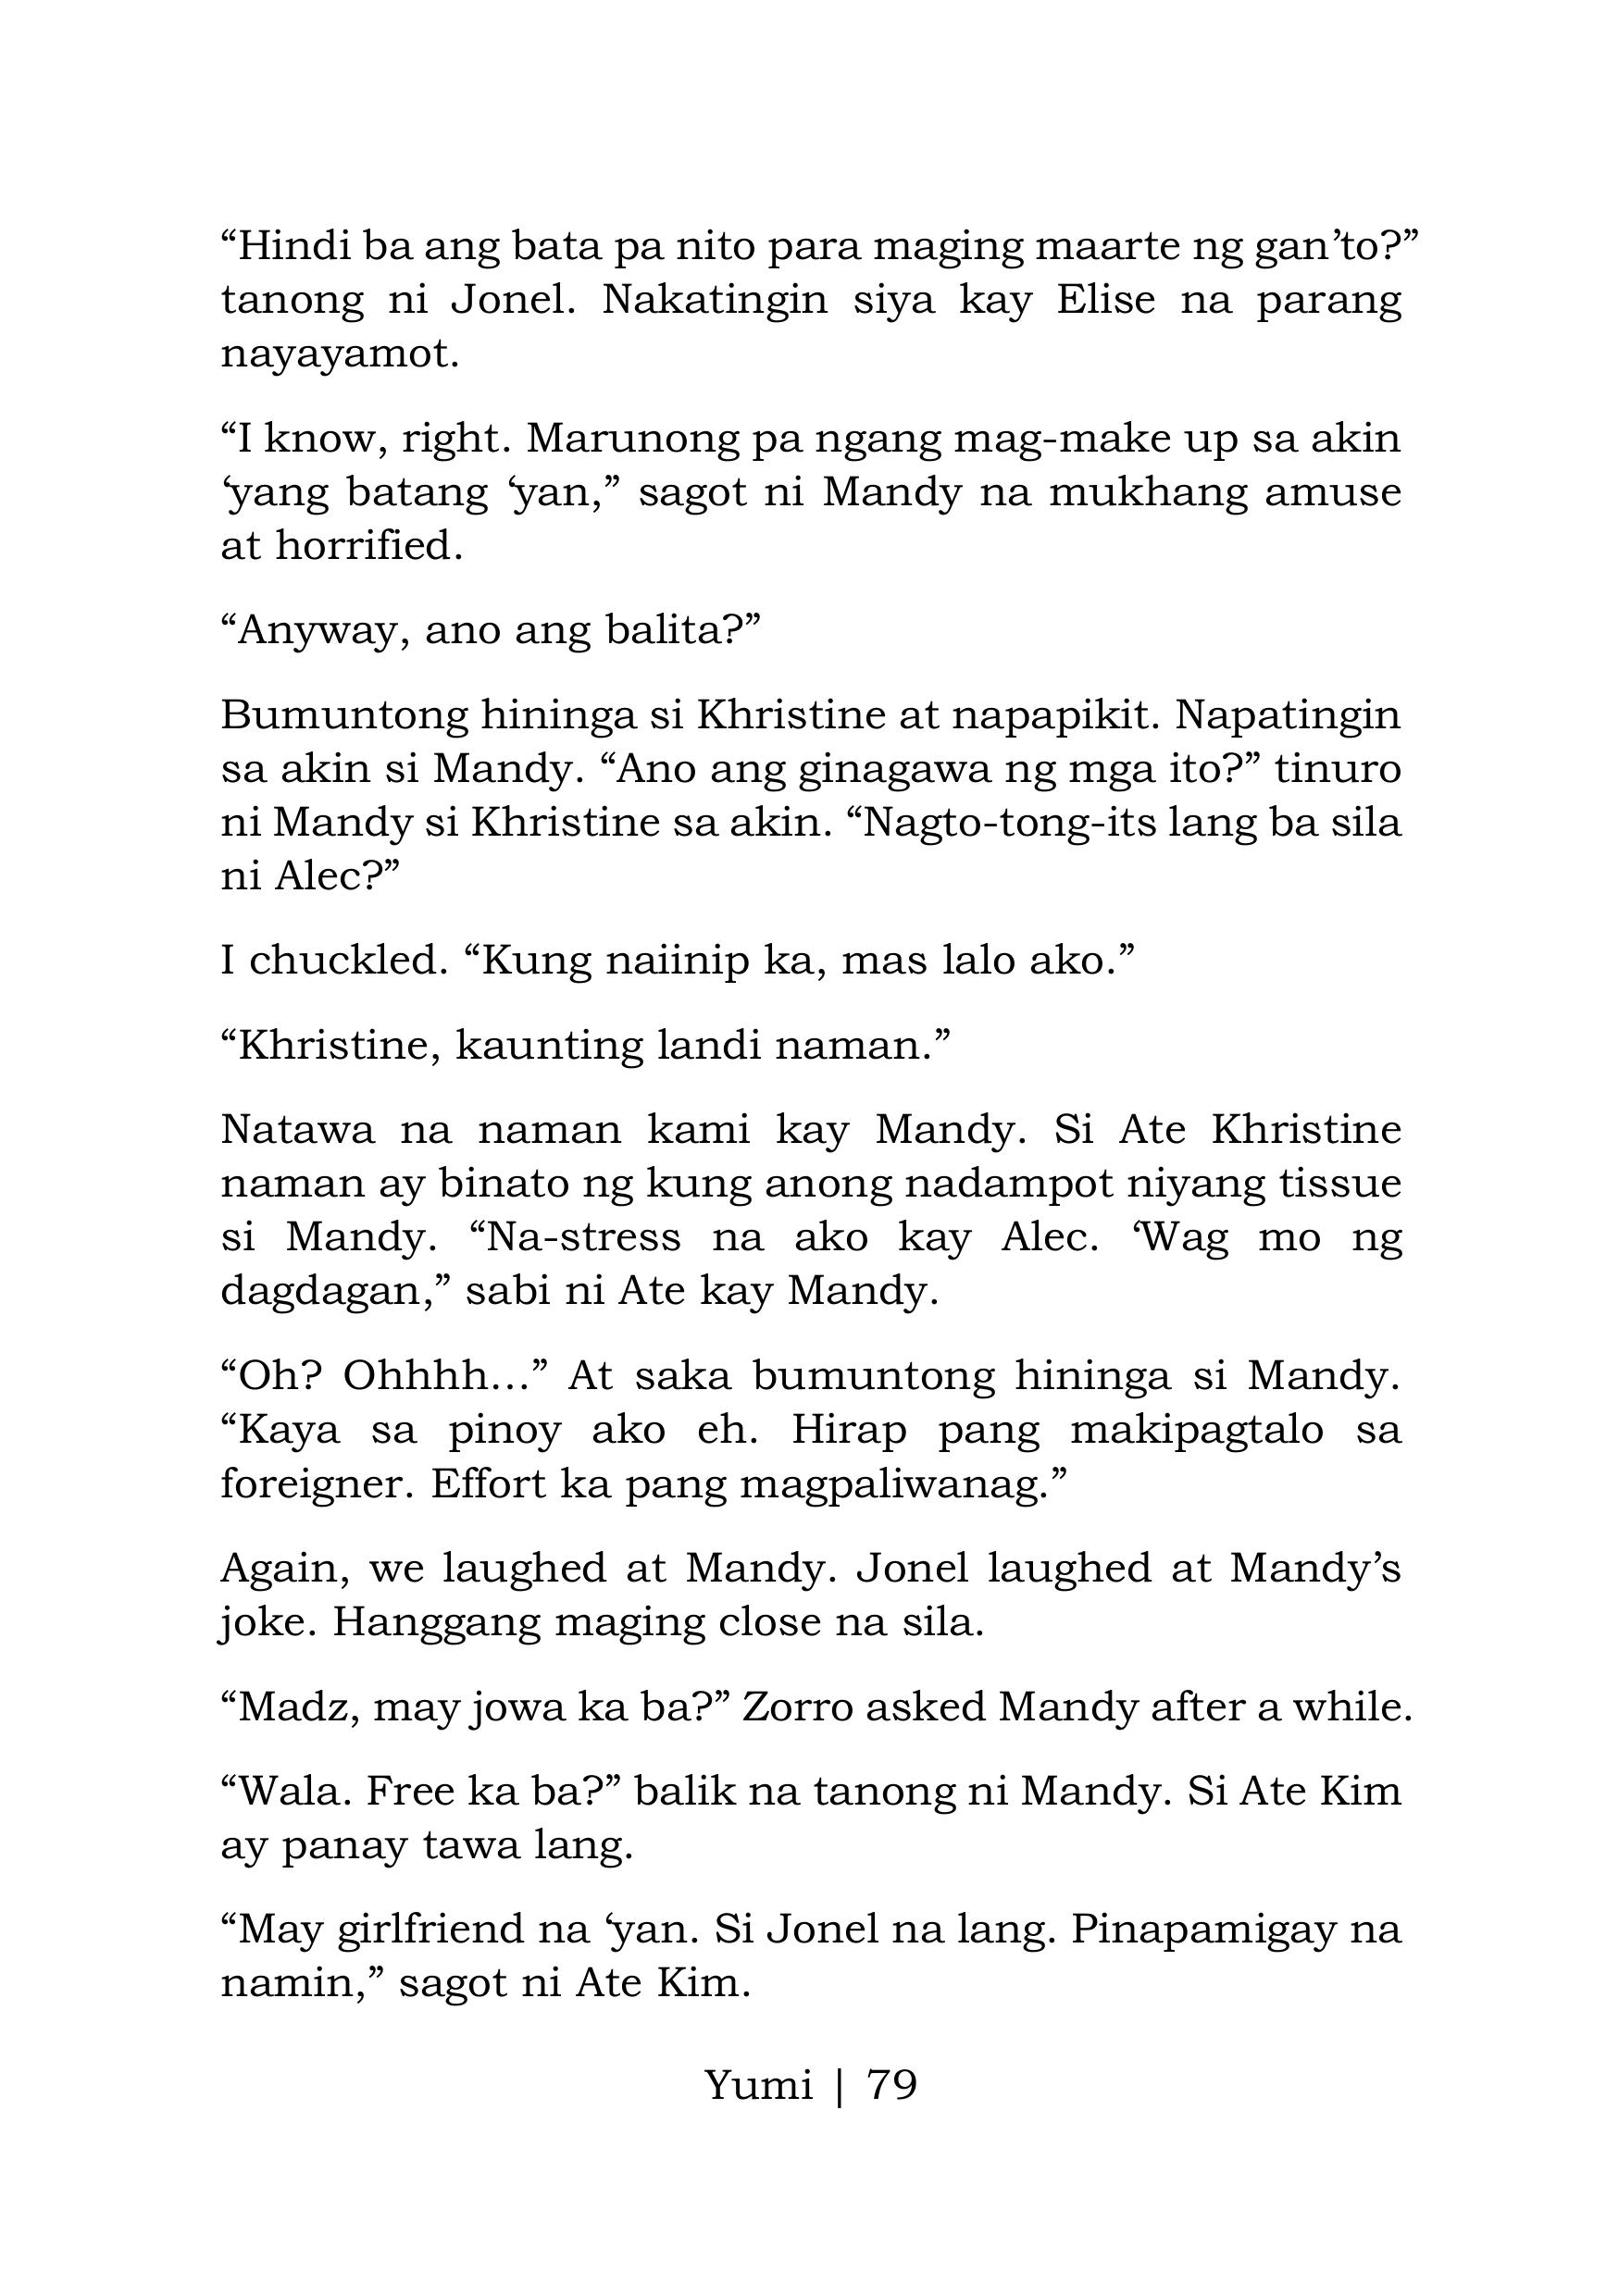 “Hindi ba ang bata pa nito para maging maarte ng gan’to?”
tanong ni Jonel. Nakatingin siya kay Elise na parang
nayayamot.
“I know, right. Marunong pa ngang mag-make up sa akin
‘yang batang ‘yan,” sagot ni Mandy na mukhang amuse
at horrified.
“Anyway, ano ang balita?”
Bumuntong hininga si Khristine at napapikit. Napatingin
sa akin si Mandy. “Ano ang ginagawa ng mga ito?” tinuro
ni Mandy si Khristine sa akin. “Nagto-tong-its lang ba sila
ni Alec?”
I chuckled. “Kung naiinip ka, mas lalo ako.”
“Khristine, kaunting landi naman.”
Natawa na naman kami kay Mandy. Si Ate Khristine
naman ay binato ng kung anong nadampot niyang tissue
si Mandy. “Na-stress na ako kay Alec. ‘Wag mo ng
dagdagan,” sabi ni Ate kay Mandy.
“Oh? Ohhhh…” At saka bumuntong hininga si Mandy.
“Kaya sa pinoy ako eh. Hirap pang makipagtalo sa
foreigner. Effort ka pang magpaliwanag.”
Again, we laughed at Mandy. Jonel laughed at Mandy’s
joke. Hanggang maging close na sila.
“Madz, may jowa ka ba?” Zorro asked Mandy after a while.
“Wala. Free ka ba?” balik na tanong ni Mandy. Si Ate Kim
ay panay tawa lang.
“May girlfriend na ‘yan. Si Jonel na lang. Pinapamigay na
namin,” sagot ni Ate Kim.
Yumi | 79